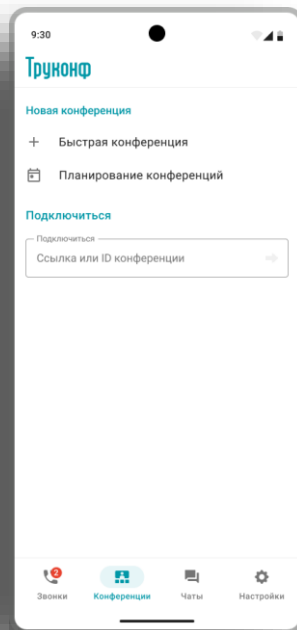 9:30
Труконф
Новая конференция
Быстрая конференция
Планирование конференций
Подключиться
Подключиться
Ссылка или ID конференции
2
Звонки
Конференции
Чаты
Настройки